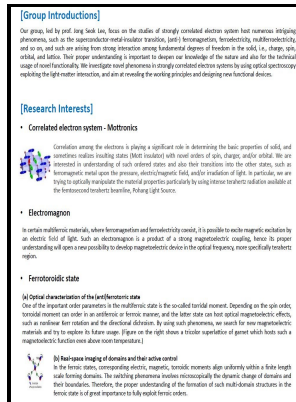 [Group Introductions]
Our group, led by prof. Jong Seok Lee, focus on the studies of strongly correlated electron system host numerous intriguing
phenomena, such as the superconductor-metal-insulator transition, (anti-) ferromagnetism, ferroelectricity, multiferroelectricity,
and so on, and such are arising from strong interaction among fundamental degrees of freedom in the solid, i.e., charge, spin,
orbital, and lattice. Their proper understanding is important to deepen our knowledge of the nature and also for the technical
usage of novel functionality. We investigate novel phenomena in strongly correlated electron systems by using optical spectroscopy
exploiting the light-matter interaction, and aim at revealing the working principles and designing new functional devices.
[Research Interests]
• Correlated electron system - Mottronics
Correlation among the electrons is playing a significant role in determining the basic properties of solid, and
sometimes realizes insulting states (Mott insulator) with novel orders of spin, charge, and/or orbital. We are
interested in understanding of such ordered states and also their transitions into the other states, such as
ferromagnetic metal upon the pressure, electric/magnetic field, and/or irradiation of light. In particular, we are
trying to optically manipulate the material properties particularly by using intense terahertz radiation available at
the femtosecond terahertz beamline, Pohang Light Source.
• Electromagnon
In certain multiferroic materials, where ferromagnetism and ferroelectricity coexist, it is possible to excite magnetic excitation by
an electric field of light. Such an electromagnon is a product of a strong magnetoelectric coupling, hence its proper
understanding will open a new possibility to develop magnetoelectric device in the optical frequency, more specifically terahertz
region.
• Ferrotoroidic state
(a) Optical characterization of the (anti)ferrotorric state
One of the important order parameters in the multiferroic state is the so-called toroidal moment. Depending on the spin order,
toroidal moment can order in an antiferroic or ferroic manner, and the latter state can host optical magnetoelectric effects,
such as nonlinear light rotation and the directional dichroism. By using such phenomena, we search for new magnetoelectric
materials and try to explore its future usage. (Figure on the right shows a tricolor superlattice of garnet which hosts such a
magnetoelectric function even above room temperature.)
(b) Real-space imaging of domains and their active control
In the ferroic states, corresponding electric, magnetic, toroidic moments align uniformly within a finite length
scale forming domains. The switching phenomenon involves microscopically the dynamic change of domains and
their boundaries. Therefore, the proper understanding of the formation of such multi-domain structures in the
ferroic state is of great importance to fully exploit ferroic orders.